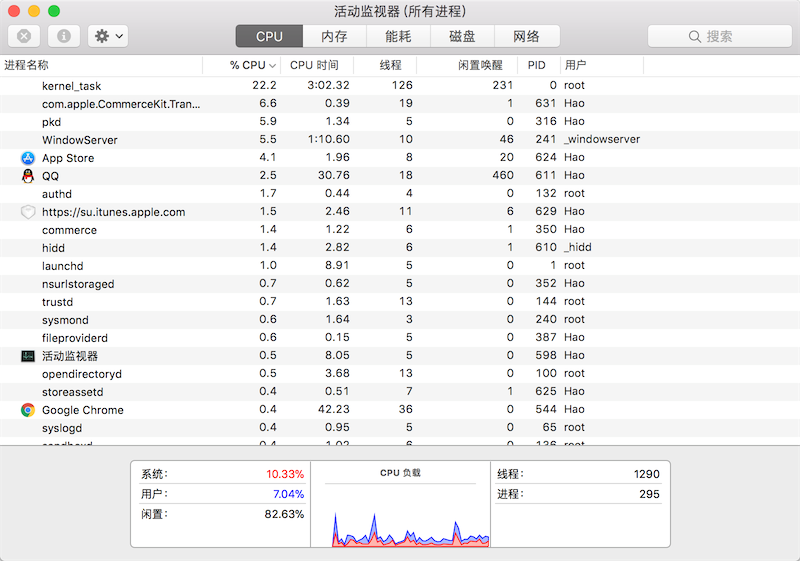 活动监视器 (所有进程)
CPU 内存 能耗 磁盘 网络 搜索
进程名称 % CPU CPU 时间 线程 闲置唤醒 PID 用户
kernel_task 22.2 3:02.32 126 231 0 root
com.apple.CommerceKit.Tran... 6.6 0.39 19 1 631 Hao
pkd 5.9 1.34 5 0 316 Hao
WindowServer 5.5 1:10.60 10 46 241 _windowserver
App Store 4.1 1.96 8 20 624 Hao
QQ 2.5 30.76 18 460 611 Hao
authd 1.7 0.44 4 0 132 root
https://su.itunes.apple.com 1.5 2.46 11 6 629 Hao
commerce 1.4 1.22 6 1 350 Hao
hidd 1.4 2.82 6 1 610 _hidd
launchd 1.0 8.91 5 0 1 root
nsurlstoraged 0.7 0.62 5 0 352 Hao
trustd 0.7 1.63 13 0 144 root
sysmond 0.6 1.64 3 0 240 root
fileproviderd 0.6 0.15 5 0 387 Hao
活动监视器 0.5 8.05 5 0 598 Hao
opendirectoryd 0.5 3.68 13 0 100 root
storeassetd 0.4 0.51 7 1 625 Hao
Google Chrome 0.4 42.23 36 0 544 Hao
syslogd 0.4 0.95 5 0 65 root
系统: 10.33% CPU 负载 线程: 1290
用户: 7.04% 进程: 295
闲置: 82.63%